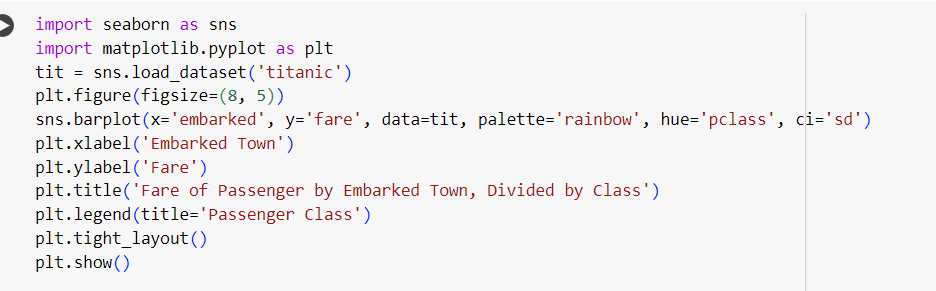 import seaborn as sns
import matplotlib.pyplot as plt
tit = sns.load_dataset('titanic')
plt.figure(figsize=(8, 5))
sns.barplot(x='embarked', y='fare', data=tit, palette='rainbow', hue='pclass', ci='sd')
plt.xlabel('Embarked Town')
plt.ylabel('Fare')
plt.title('Fare of Passenger by Embarked Town, Divided by Class')
plt.legend(title='Passenger Class')
plt.tight_layout()
plt.show()